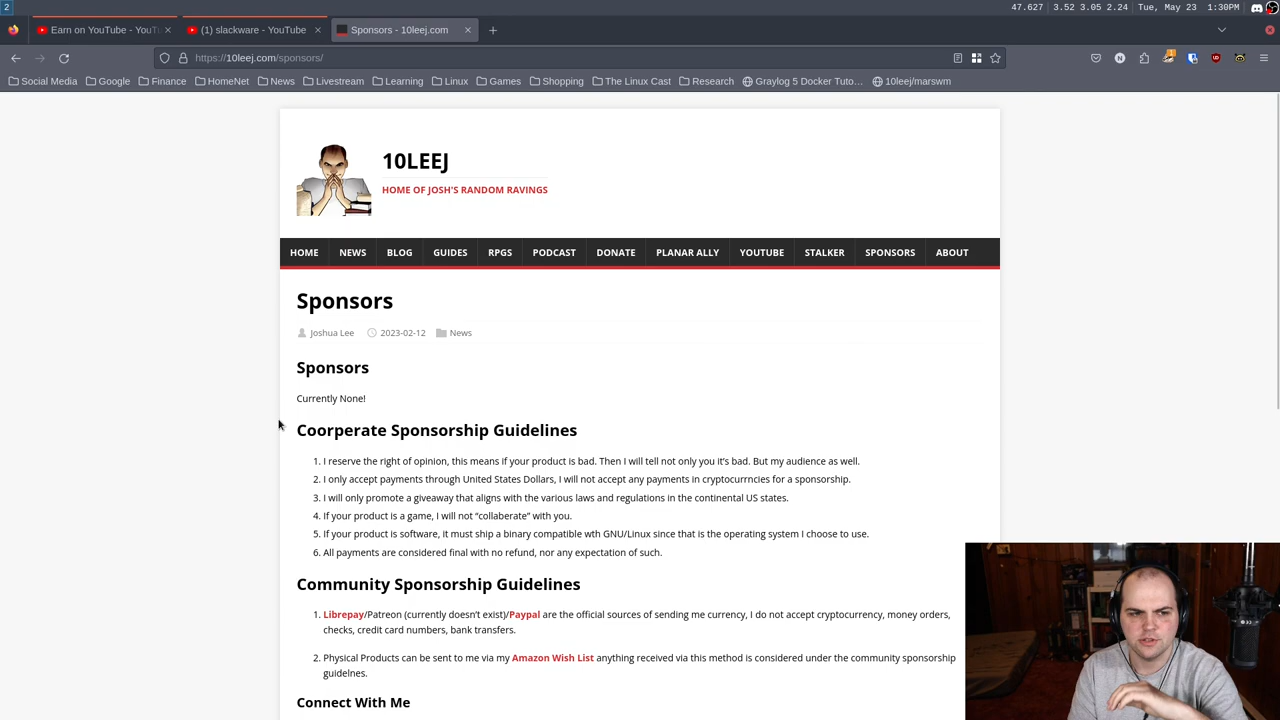 2
47.627 3.52 3.05 2.24 Tue, May 23 1:30PM
Earn on YouTube - YouT
(1) slackware - YouTube
Sponsors - 10leej.com
https://10leej.com/sponsors/
Social Media Google Finance HomeNet News Livestream Learning Linux Games Shopping The Linux Cast Research Graylog 5 Docker Tuto… 10leej/marswm
10LEEJ
HOME OF JOSH'S RANDOM RAVINGS
HOME NEWS BLOG GUIDES RPGS PODCAST DONATE PLANAR ALLY YOUTUBE STALKER SPONSORS ABOUT
Sponsors
Joshua Lee 2023-02-12 News
Sponsors
Currently None!
Coorperate Sponsorship Guidelines
1. I reserve the right of opinion, this means if your product is bad. Then I will tell not only you it's bad. But my audience as well.
2. I only accept payments through United States Dollars, I will not accept any payments in cryptocurrncies for a sponsorship.
3. I will only promote a giveaway that aligns with the various laws and regulations in the continental US states.
4. If your product is a game, I will not “collaberate” with you.
5. If your product is software, it must ship a binary compatible wth GNU/Linux since that is the operating system I choose to use.
6. All payments are considered final with no refund, nor any expectation of such.
Community Sponsorship Guidelines
1. Librepay/Patreon (currently doesn't exist)/Paypal are the official sources of sending me currency, I do not accept cryptocurrency, money orders,
checks, credit card numbers, bank transfers.
2. Physical Products can be sent to me via my Amazon Wish List anything received via this method is considered under the community sponsorship
guidelnes.
Connect With Me